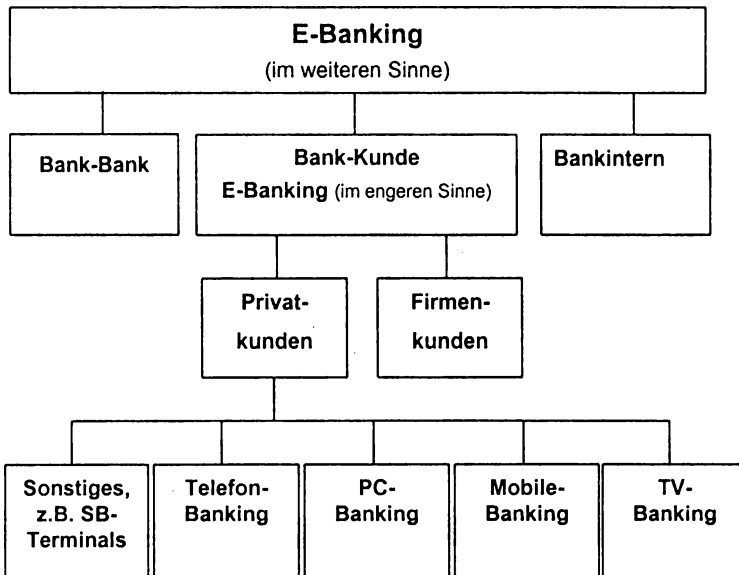 E-Banking
(im weiteren Sinne)
Bank-Bank
Bank-Kunde
E-Banking (im engeren Sinne)
Bankintern
Privat-
kunden
Firmen-
kunden
Sonstiges,
z.B. SB-
Terminals
Telefon-
Banking
PC-
Banking
Mobile-
Banking
TV-
Banking